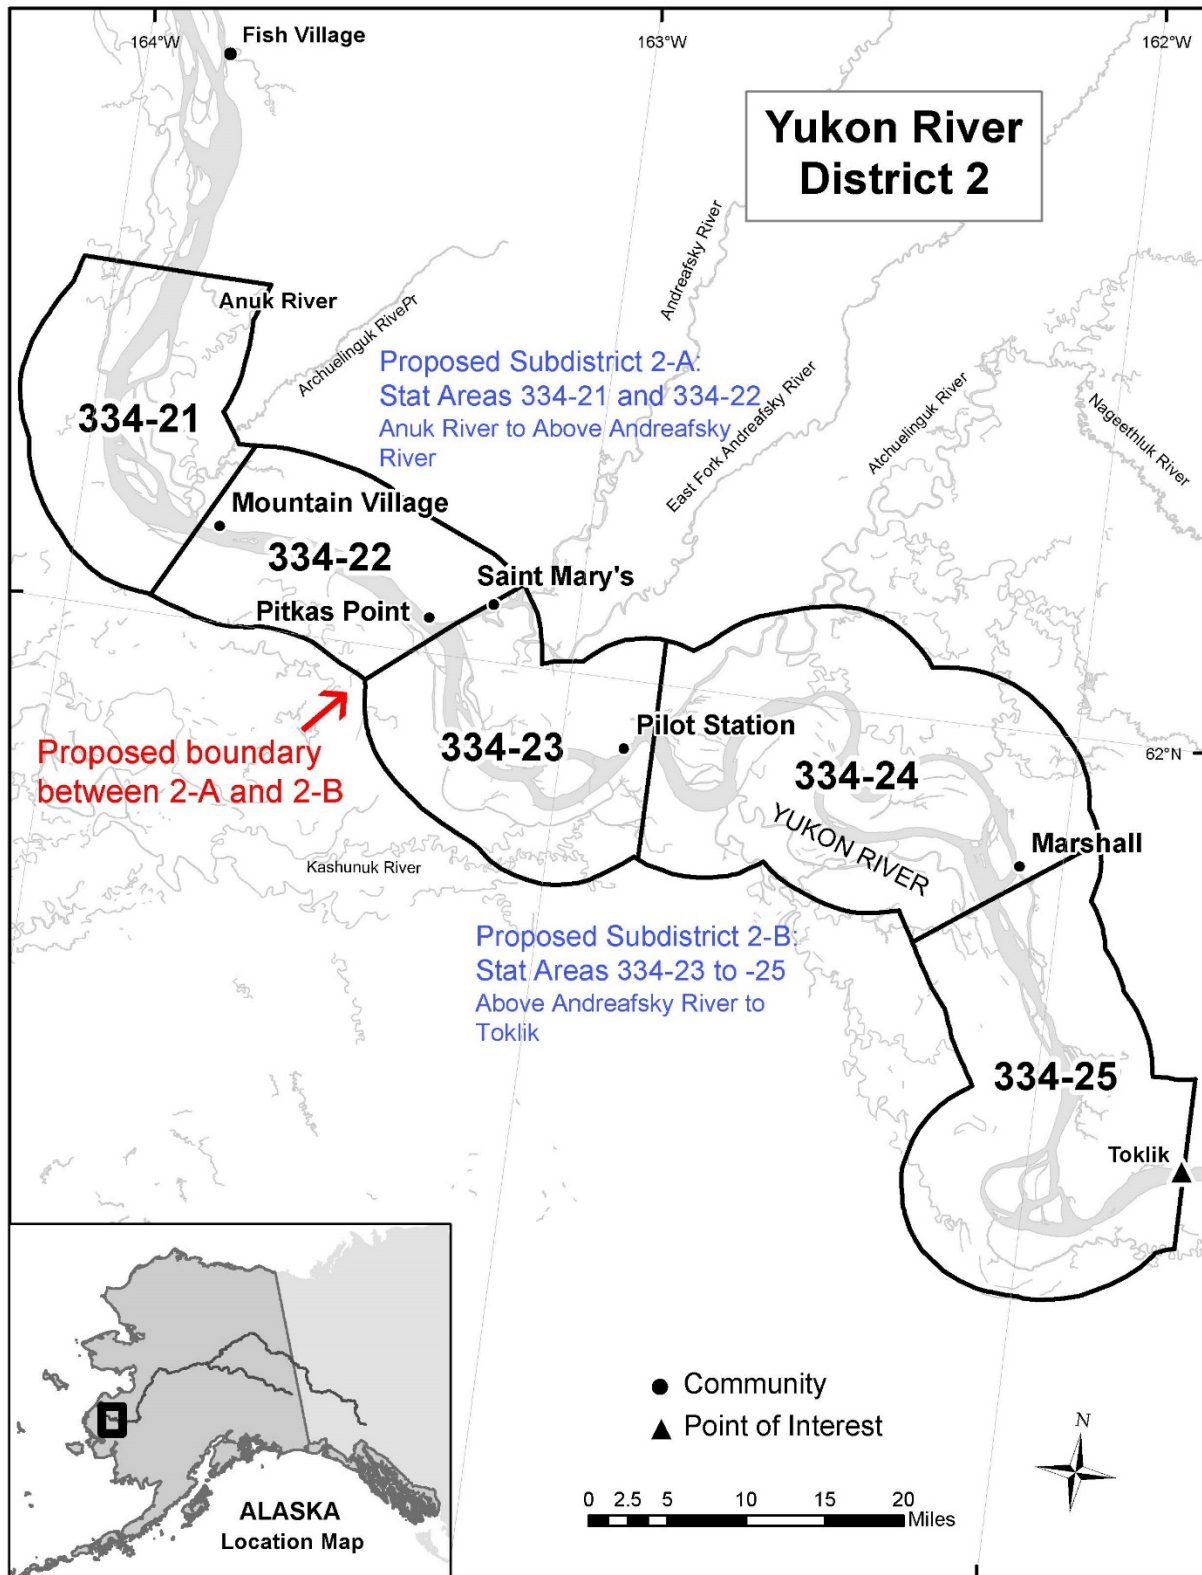 164°W
163°W
162°W
Fish Village
Yukon River
District 2
Andreafsky River
Anuk River
Archuelinguk RivePr
Proposed Subdistrict 2-A:
Stat Areas 334-21 and 334-22
Anuk River to Above Andreafsky
River
East Fork Andreafsky River
Atchuelinguk River
Nageethluk River
334-21
Mountain Village
334-22
Saint Mary's
Pitkas Point
Proposed boundary
between 2-A and 2-B
334-23
Pilot Station
334-24
62°N
YUKON RIVER
Marshall
Kashunuk River
Proposed Subdistrict 2-B:
Stat Areas 334-23 to -25
Above Andreafsky River to
Toklik
334-25
Toklik
ALASKA
Location Map
Community
Point of Interest
N
0 2.5 5 10 15 20
Miles